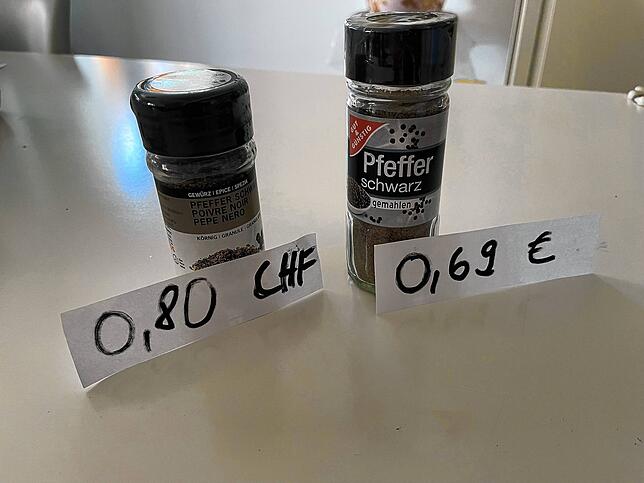 GEWÜRZ | EPICE | SPEZIA
PFEFFER SCHWARZ
POIVRE NOIR
PEPE NERO
KÖRNIG | GRANULÉ
0,80 CHF
GUT &
GÜNSTIG
Pfeffer
schwarz
gemahlen
0,69 €